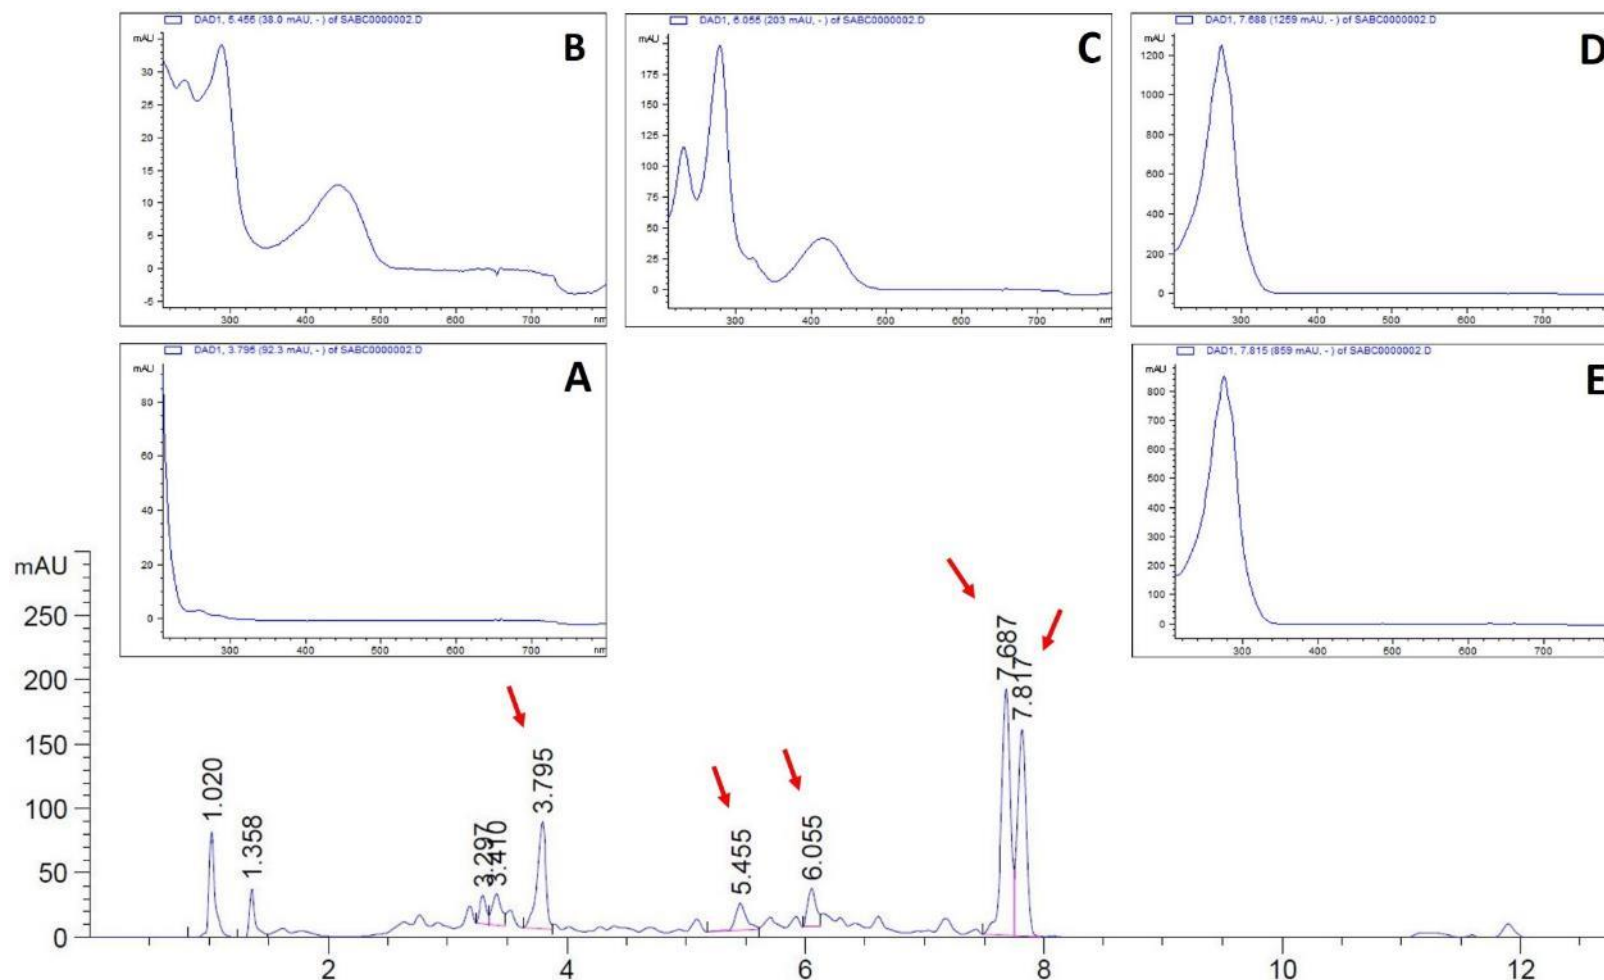 DAD1, 5.455 (38.0 mAU, - ) of SABC0000002.D
mAU
B
30
25
20
15
10
5
0
-5
300 400 500 600 700 nm
DAD1, 6.055 (203 mAU, - ) of SABC0000002.D
mAU
C
175
150
125
100
75
50
25
0
300 400 500 600 700
DAD1, 7.688 (1259 mAU, - ) of SABC0000002.D
mAU
D
1200
1000
800
600
400
200
0
300 400 500 600 700
DAD1, 3.795 (92.3 mAU, - ) of SABC0000002.D
mAU
A
80
60
40
20
0
300 400 500 600 700 nm
DAD1, 7.815 (859 mAU, - ) of SABC0000002.D
mAU
E
800
700
600
500
400
300
200
100
0
300 400 500 600 700
mAU
250
200
150
100
50
0
1.020
1.358
3.297
3.410
3.795
5.455
6.055
7.687
7.817
2 4 6 8 10 12